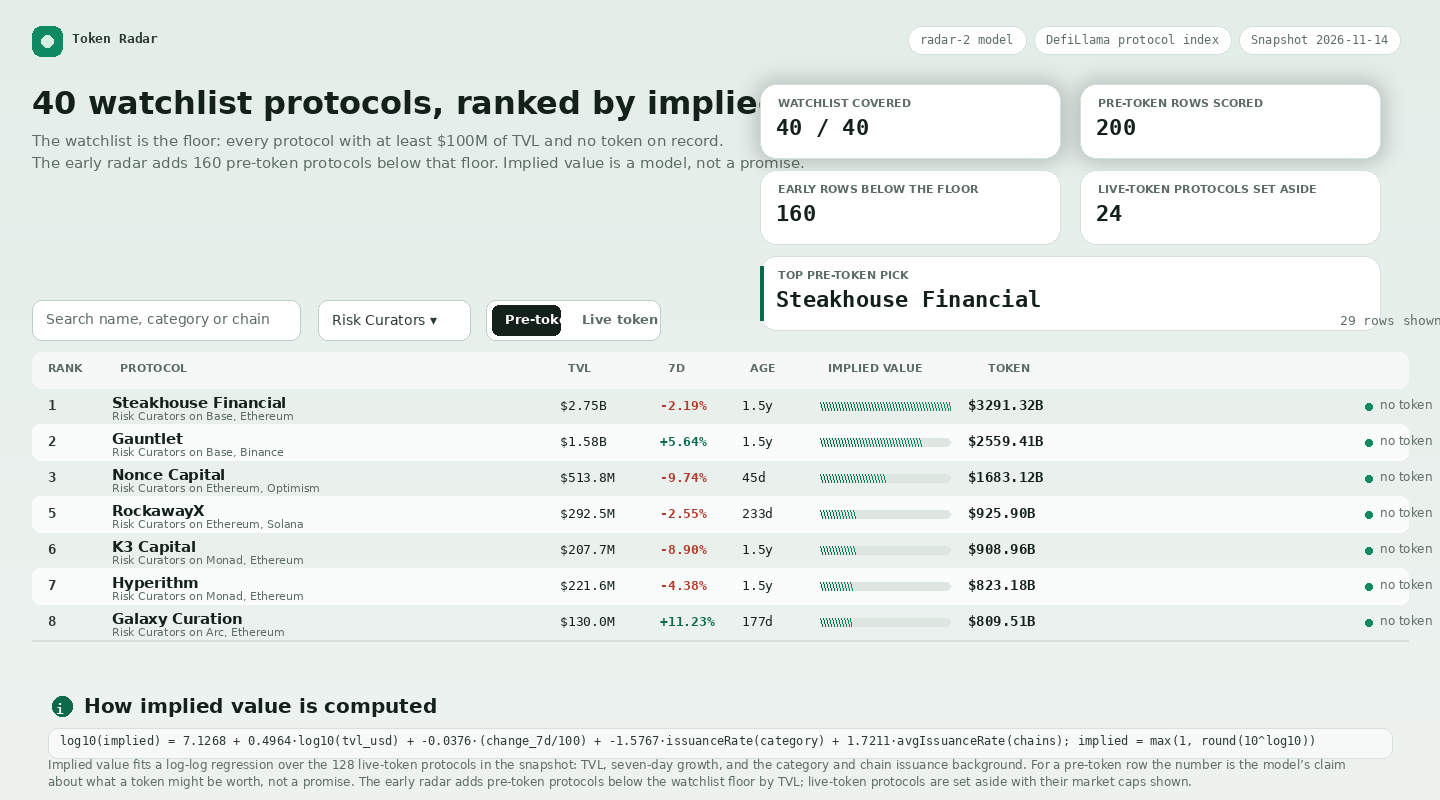 Token Radar
radar-2 model
DefiLlama protocol index
Snapshot 2026-11-14
40 watchlist protocols, ranked by implie
The watchlist is the floor: every protocol with at least $100M of TVL and no token on record.
The early radar adds 160 pre-token protocols below that floor. Implied value is a model, not a promise.
WATCHLIST COVERED
40 / 40
PRE-TOKEN ROWS SCORED
200
EARLY ROWS BELOW THE FLOOR
160
LIVE-TOKEN PROTOCOLS SET ASIDE
24
TOP PRE-TOKEN PICK
Steakhouse Financial
Search name, category or chain
Risk Curators ▾
Pre-tok
Live token
29 rows shown
RANK PROTOCOL TVL 7D AGE IMPLIED VALUE TOKEN
1 Steakhouse Financial $2.75B -2.19% 1.5y $3291.32B no token
Risk Curators on Base, Ethereum
2 Gauntlet $1.58B +5.64% 1.5y $2559.41B no token
Risk Curators on Base, Binance
3 Nonce Capital $513.8M -9.74% 45d $1683.12B no token
Risk Curators on Ethereum, Optimism
5 RockawayX $292.5M -2.55% 233d $925.90B no token
Risk Curators on Ethereum, Solana
6 K3 Capital $207.7M -8.90% 1.5y $908.96B no token
Risk Curators on Monad, Ethereum
7 Hyperithm $221.6M -4.38% 1.5y $823.18B no token
Risk Curators on Monad, Ethereum
8 Galaxy Curation $130.0M +11.23% 177d $809.51B no token
Risk Curators on Arc, Ethereum
i How implied value is computed
log10(implied) = 7.1268 + 0.4964·log10(tvl_usd) + -0.0376·(change_7d/100) + -1.5767·issuanceRate(category) + 1.7211·avgIssuanceRate(chains); implied = max(1, round(10^log10))
Implied value fits a log-log regression over the 128 live-token protocols in the snapshot: TVL, seven-day growth, and the category and chain issuance background. For a pre-token row the number is the model’s claim
about what a token might be worth, not a promise. The early radar adds pre-token protocols below the watchlist floor by TVL; live-token protocols are set aside with their market caps shown.